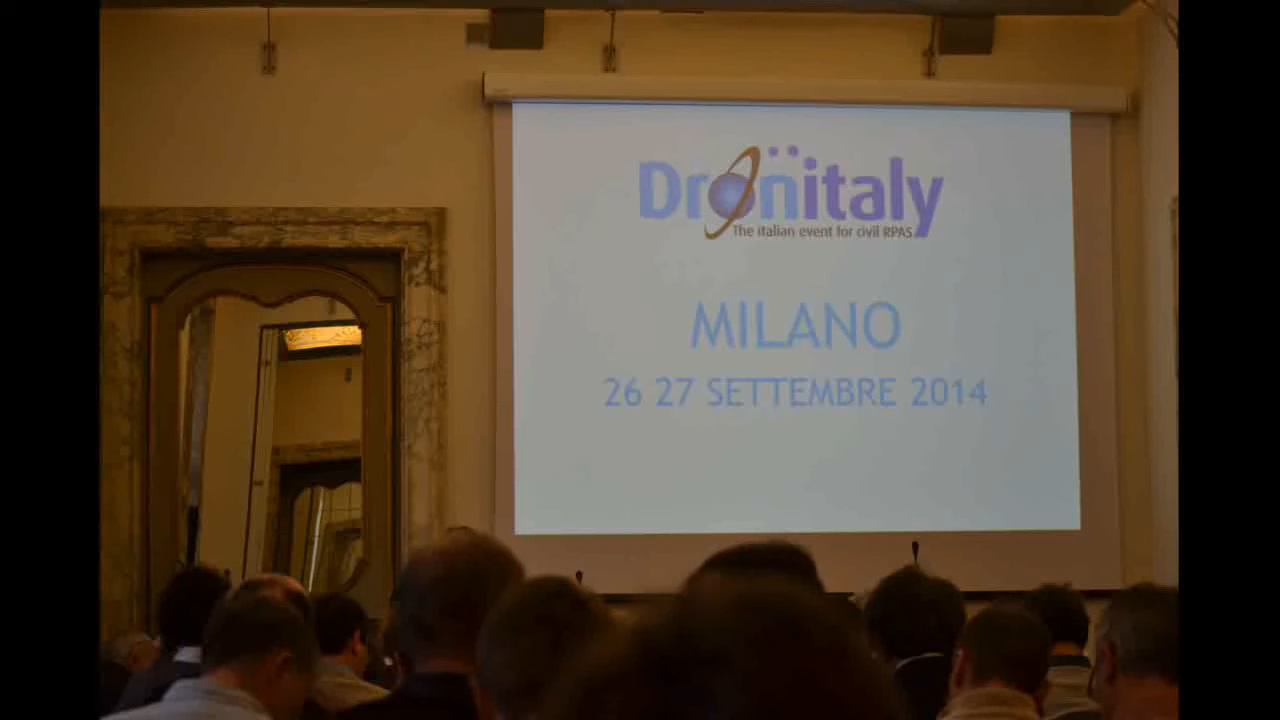 Dronitaly
The italian event for civil RPAS
MILANO
26 27 SETTEMBRE 2014